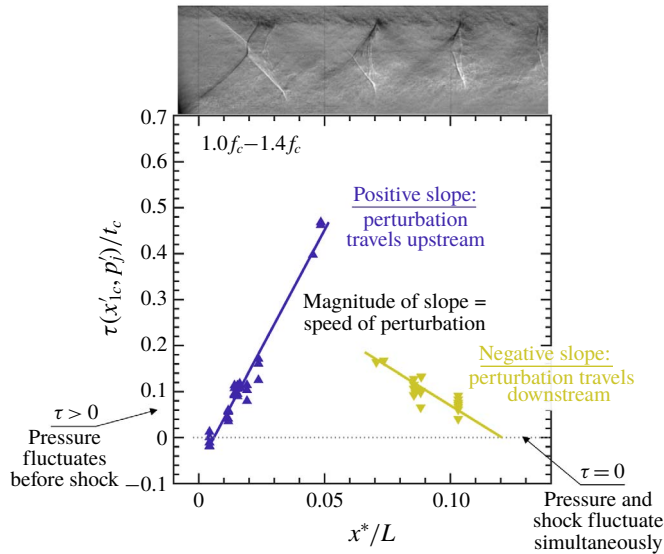 0.7
1.0f_c−1.4f_c
0.6
Positive slope:
perturbation
travels upstream
0.5
0.4
τ(x′_{1c}, p′_j)/t_c
0.3
Magnitude of slope =
speed of perturbation
0.2
Negative slope:
perturbation travels
downstream
0.1
τ > 0
Pressure
fluctuates
before shock
0
−0.1
τ = 0
Pressure and
shock fluctuate
simultaneously
0 0.05 0.10
x*/L